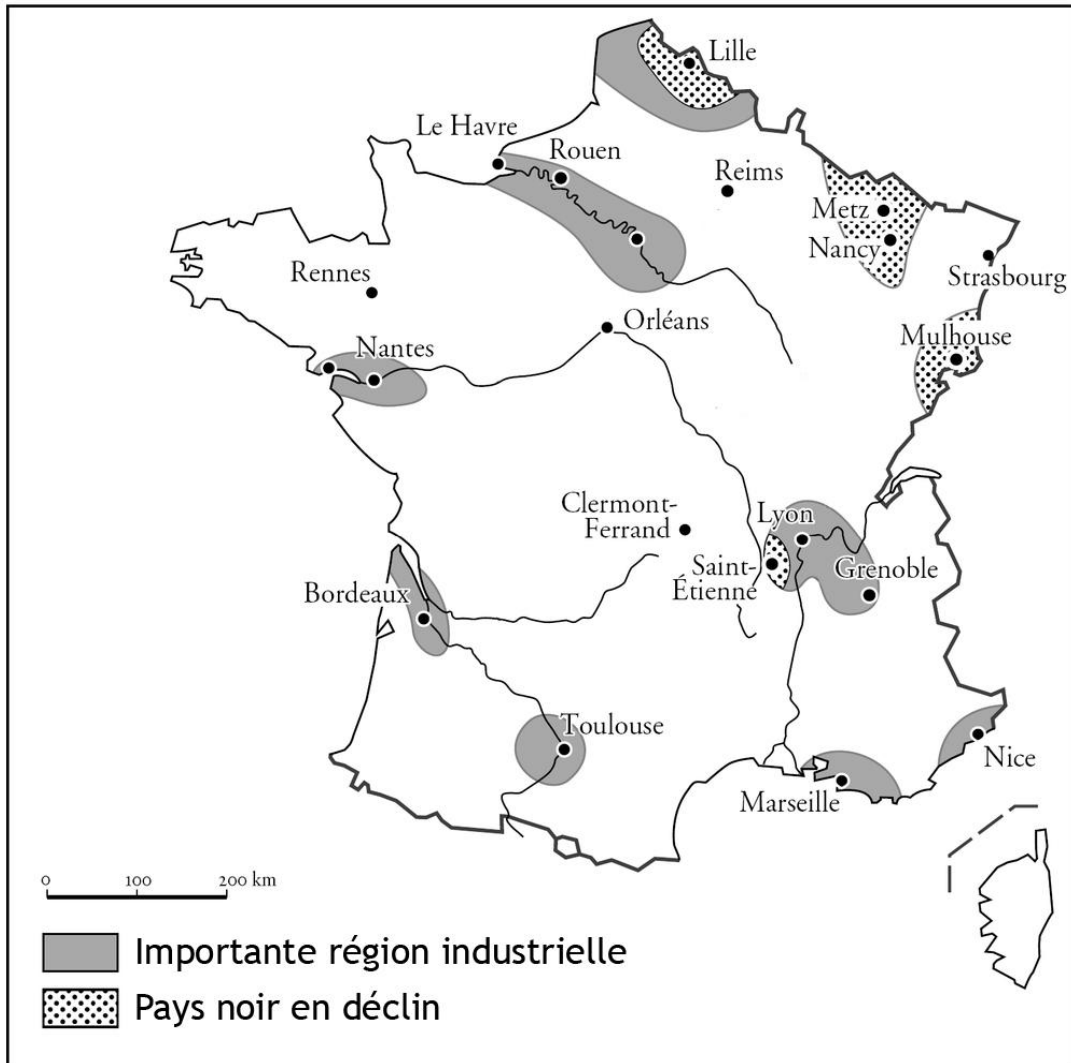 Lille
Le Havre
Rouen
Reims
Metz
Nancy
Strasbourg
Rennes
Orléans
Mulhouse
Nantes
Clermont-
Ferrand
Lyon
Saint-
Étienne
Grenoble
Bordeaux
Toulouse
Nice
Marseille
0 100 200 km
Importante région industrielle
Pays noir en déclin